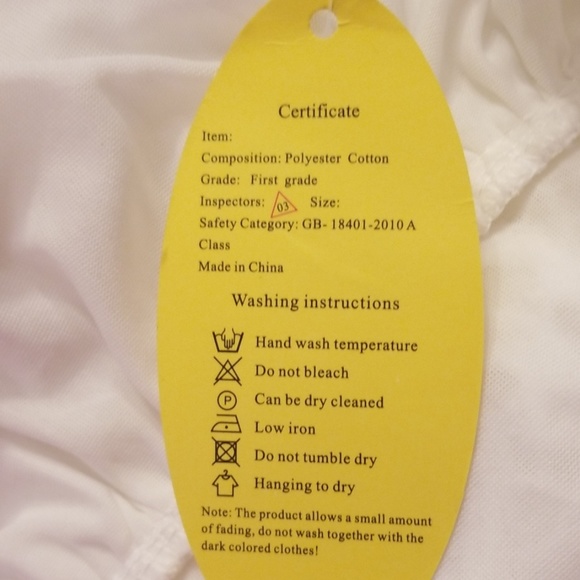 Certificate
Item:
Composition: Polyester Cotton
Grade: First grade
Inspectors: 03 Size:
Safety Category: GB- 18401-2010 A
Class
Made in China
Washing instructions
Hand wash temperature
Do not bleach
P Can be dry cleaned
Low iron
Do not tumble dry
Hanging to dry
Note: The product allows a small amount
of fading, do not wash together with the
dark colored clothes!